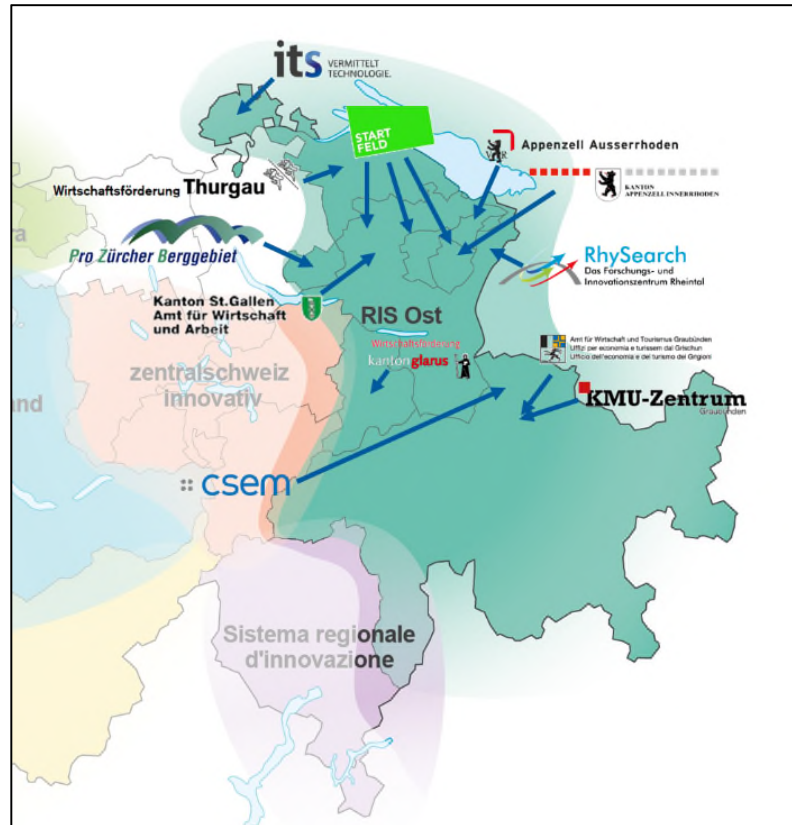 its VERMITTELT
TECHNOLOGIE.
START
FELD
Appenzell Ausserrhoden
KANTON
APPENZELL INNERRHODEN
Wirtschaftsförderung Thurgau
Pro Zürcher Berggebiet
RhySearch
Das Forschungs- und
Innovationszentrum Rheintal
Kanton St.Gallen
Amt für Wirtschaft
und Arbeit
RIS Ost
Wirtschaftsförderung
kanton glarus
Amt für Wirtschaft und Tourismus Graubünden
Uffizi per economia e turissem dal Grischun
Ufficio dell'economia e del turismo dei Grigioni
zentralschweiz
innovativ
KMU-Zentrum
Graubünden
and
csem
Sistema regionale
d'innovazione